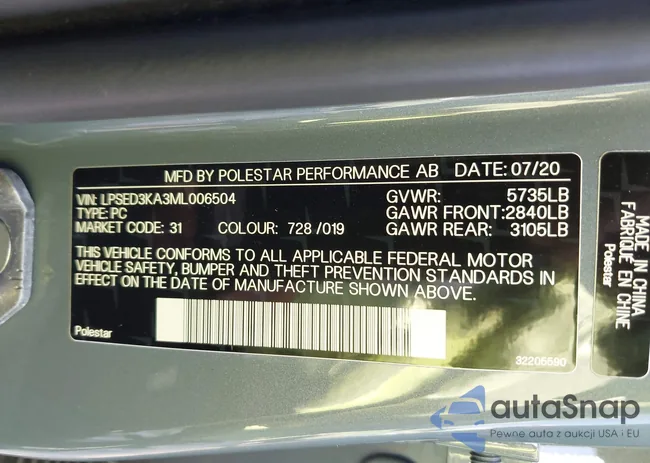 MFD BY POLESTAR PERFORMANCE AB DATE: 07/20
VIN: LPSED3KA3ML006504 GVWR: 5735LB
TYPE: PC GAWR FRONT:2840LB
MARKET CODE: 31 COLOUR: 728 /019 GAWR REAR: 3105LB
THIS VEHICLE CONFORMS TO ALL APPLICABLE FEDERAL MOTOR
VEHICLE SAFETY, BUMPER AND THEFT PREVENTION STANDARDS IN
EFFECT ON THE DATE OF MANUFACTURE SHOWN ABOVE.
Polestar 32205590
MADE IN CHINA
FABRIQUÉ EN CHINE
Polestar
autaSnap
Pewne auta z aukcji USA i EU